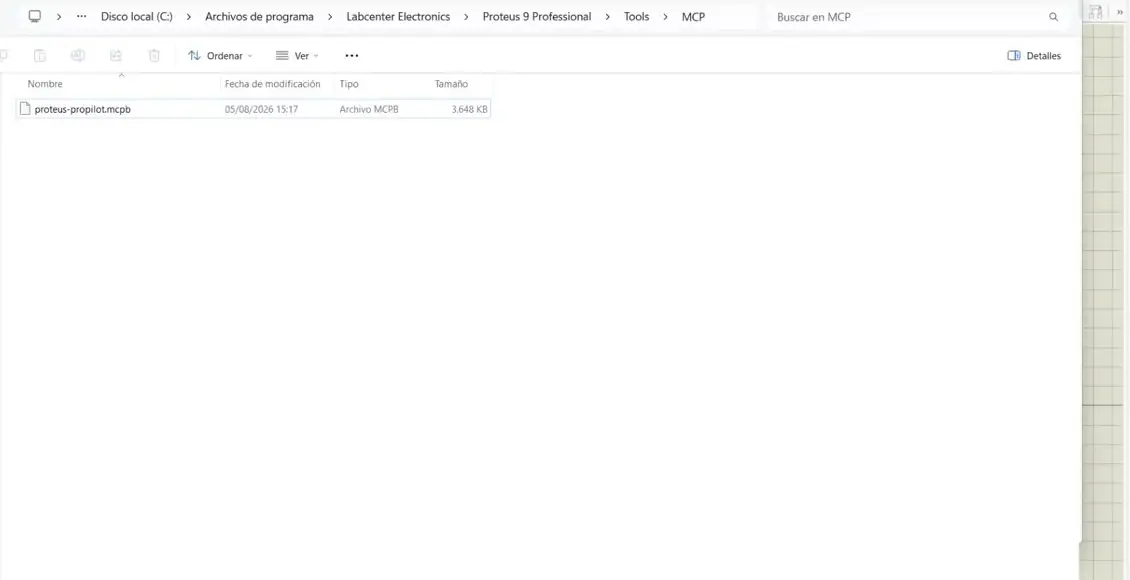 Disco local (C:) > Archivos de programa > Labcenter Electronics > Proteus 9 Professional > Tools > MCP
Buscar en MCP
Ordenar
Ver
Detalles
Nombre Fecha de modificación Tipo Tamaño
proteus-propilot.mcpb 05/08/2026 15:17 Archivo MCPB 3.648 KB